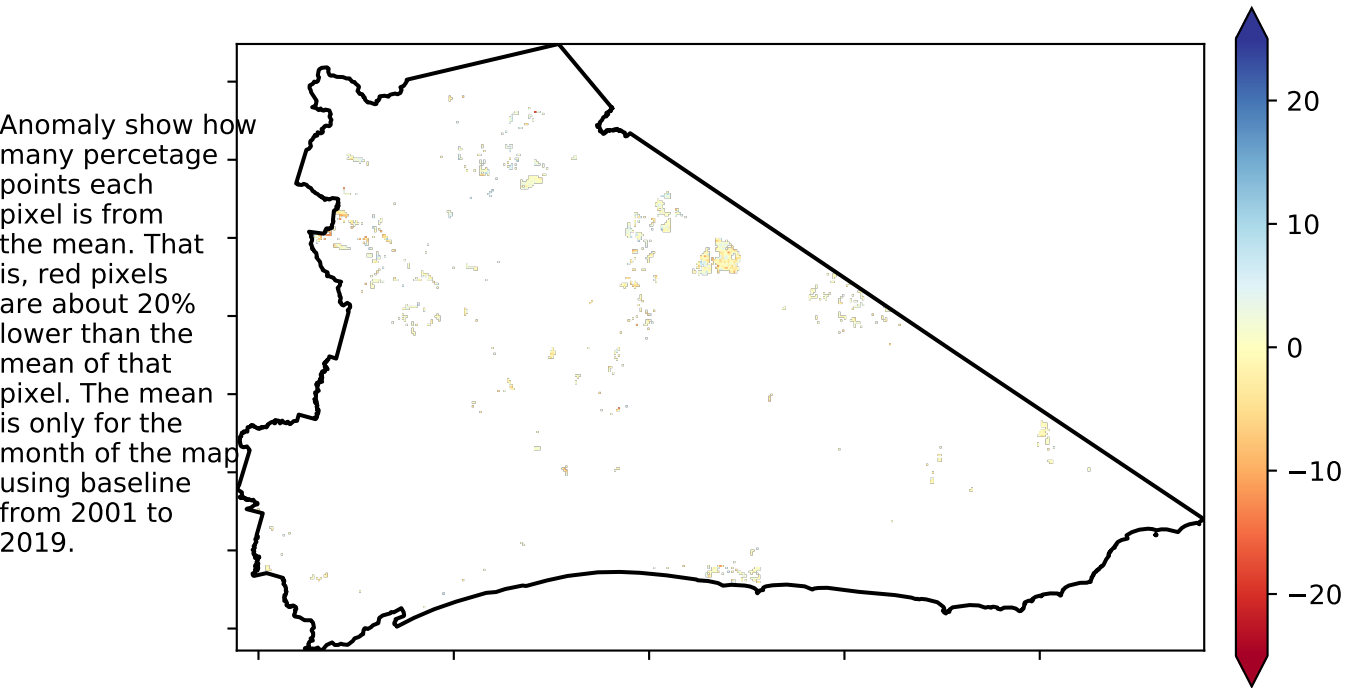 Anomaly show how
many percetage
points each
pixel is from
the mean. That
is, red pixels
are about 20%
lower than the
mean of that
pixel. The mean
is only for the
month of the map
using baseline
from 2001 to
2019.
20
10
0
−10
−20